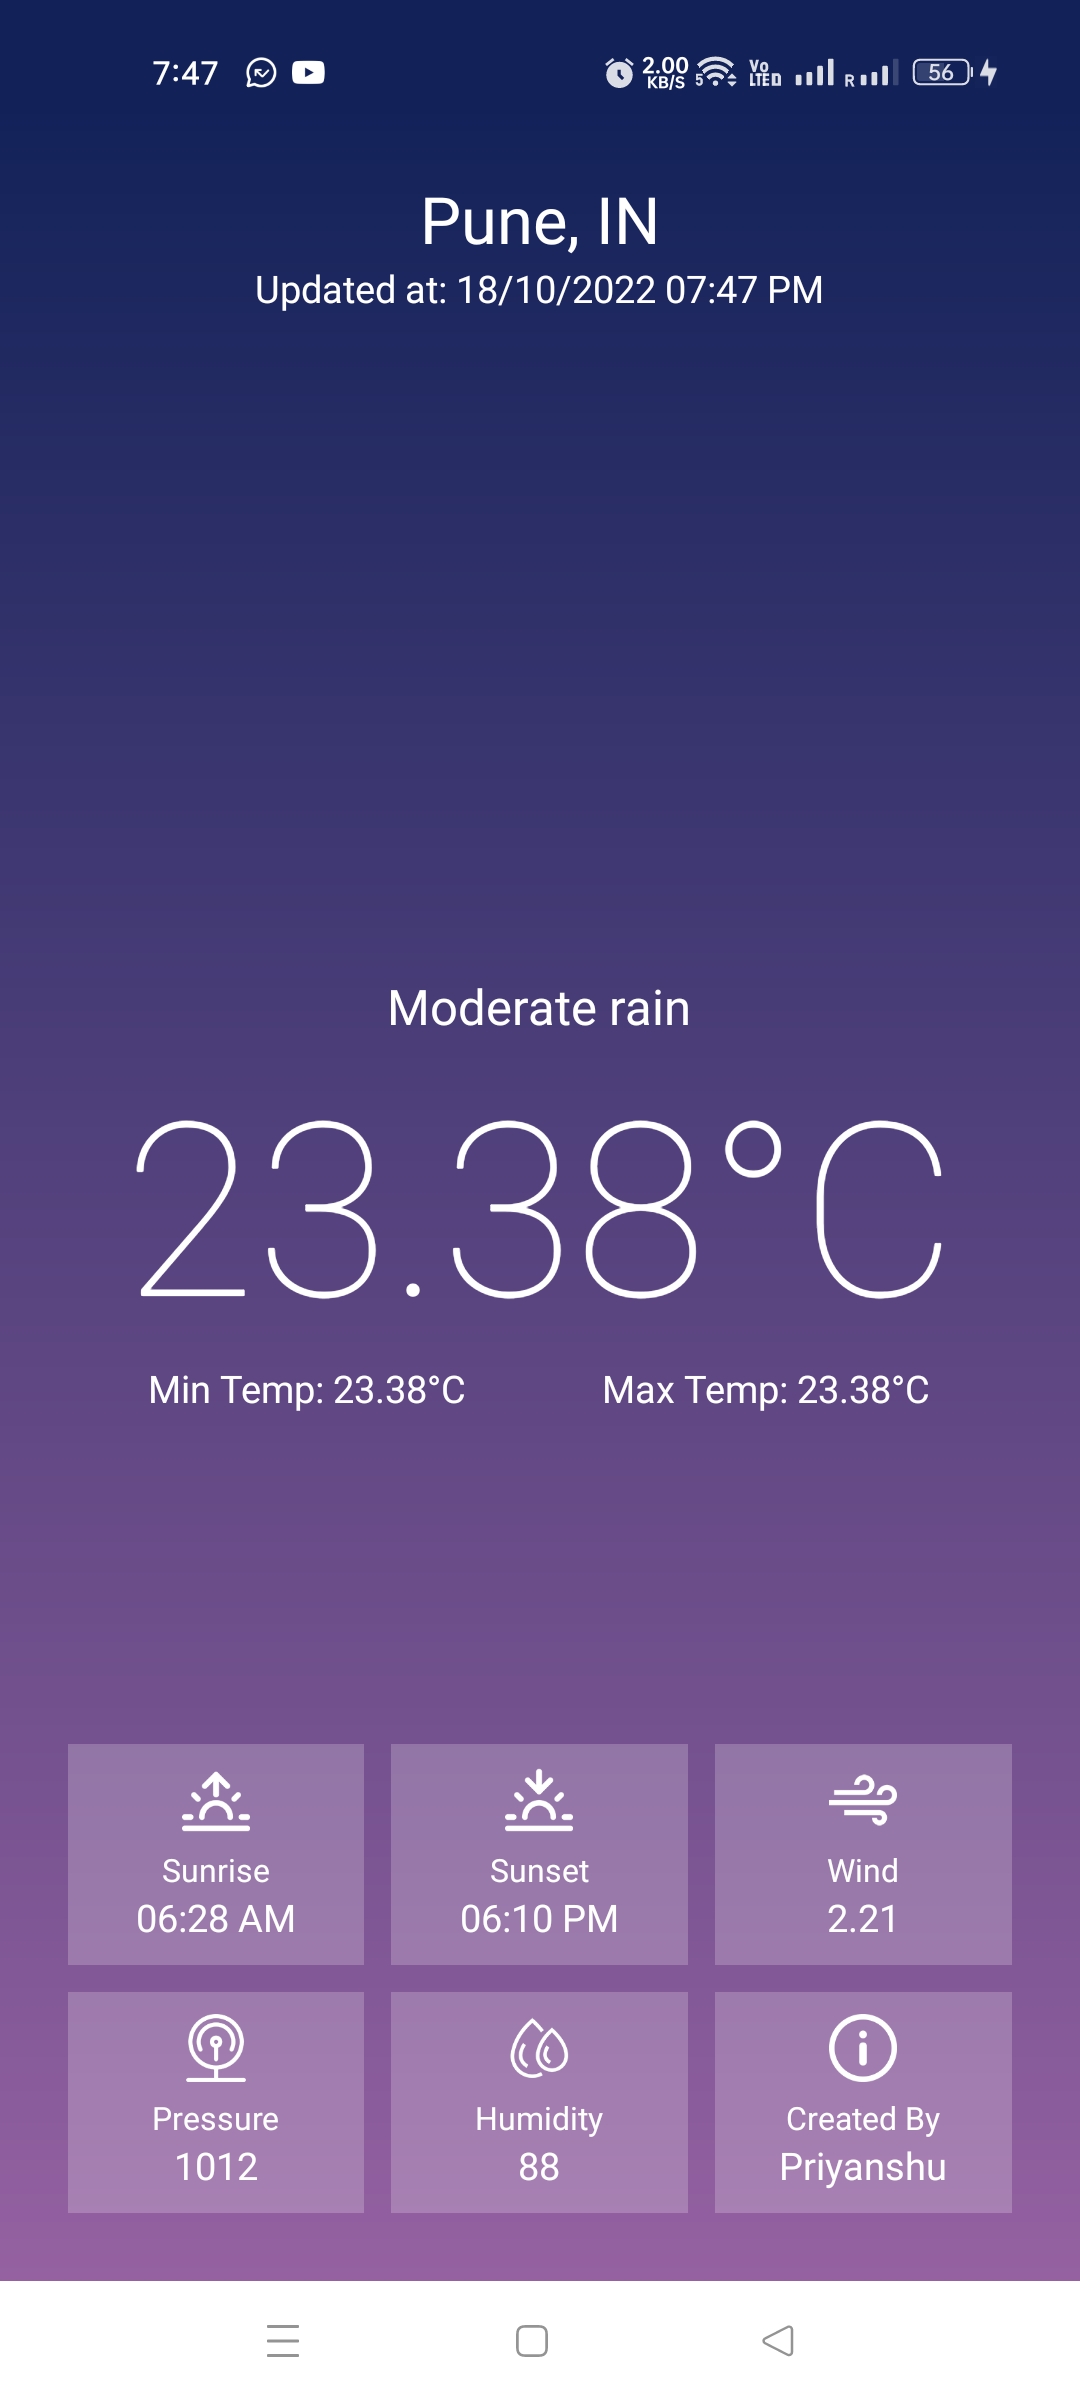 7:47 2.00 KB/S 5 Vo LTE R 56
Pune, IN
Updated at: 18/10/2022 07:47 PM
Moderate rain
23.38°C
Min Temp: 23.38°C Max Temp: 23.38°C
Sunrise
06:28 AM
Sunset
06:10 PM
Wind
2.21
Pressure
1012
Humidity
88
Created By
Priyanshu